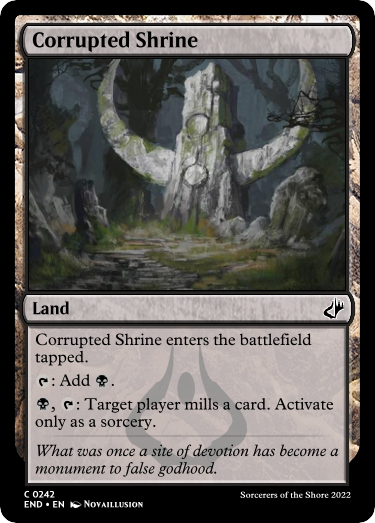 Corrupted Shrine
Land
Corrupted Shrine enters the battlefield
tapped.
: Add .
, : Target player mills a card. Activate
only as a sorcery.
What was once a site of devotion has become a
monument to false godhood.
C 0242
END • EN Novaillusion
Sorcerers of the Shore 2022